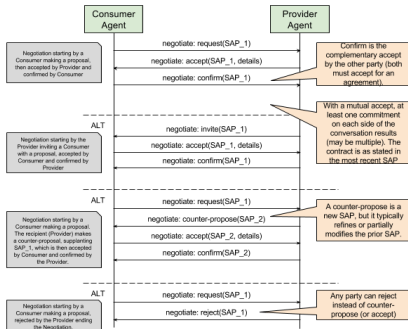 Consumer
Agent
Provider
Agent
Negotiation starting by a
Consumer making a proposal,
then accepted by Provider and
confirmed by Consumer
negotiate: request(SAP_1)
negotiate: accept(SAP_1, details)
negotiate: confirm(SAP_1)
Confirm is the
complementary accept
by the other party (both
must accept for an
agreement).
With a mutual accept, at
least one commitment
on each side of the
conversation results
(may be multiple). The
contract is as stated in
the most recent SAP
ALT
Negotiation starting by the
Provider inviting a Consumer
with a proposal, accepted by
Consumer and confirmed by
Provider
negotiate: invite(SAP_1)
negotiate: accept(SAP_1, details)
negotiate: confirm(SAP_1)
ALT
Negotiation starting by a
Consumer making a proposal.
The recipient (Provider) makes
a counter-proposal, supplanting
SAP_1, which is then accepted
by Consumer and confirmed by
the Provider.
negotiate: request(SAP_1)
negotiate: counter-propose(SAP_2)
negotiate: accept(SAP_2, details)
negotiate: confirm(SAP_2)
A counter-propose is a
new SAP, but it typically
refines or partially
modifies the prior SAP.
ALT
Negotiation starting by a
Consumer making a proposal,
rejected by the Provider ending
the Negotiation.
negotiate: request(SAP_1)
negotiate: reject(SAP_1)
Any party can reject
instead of counter-
propose (or accept)